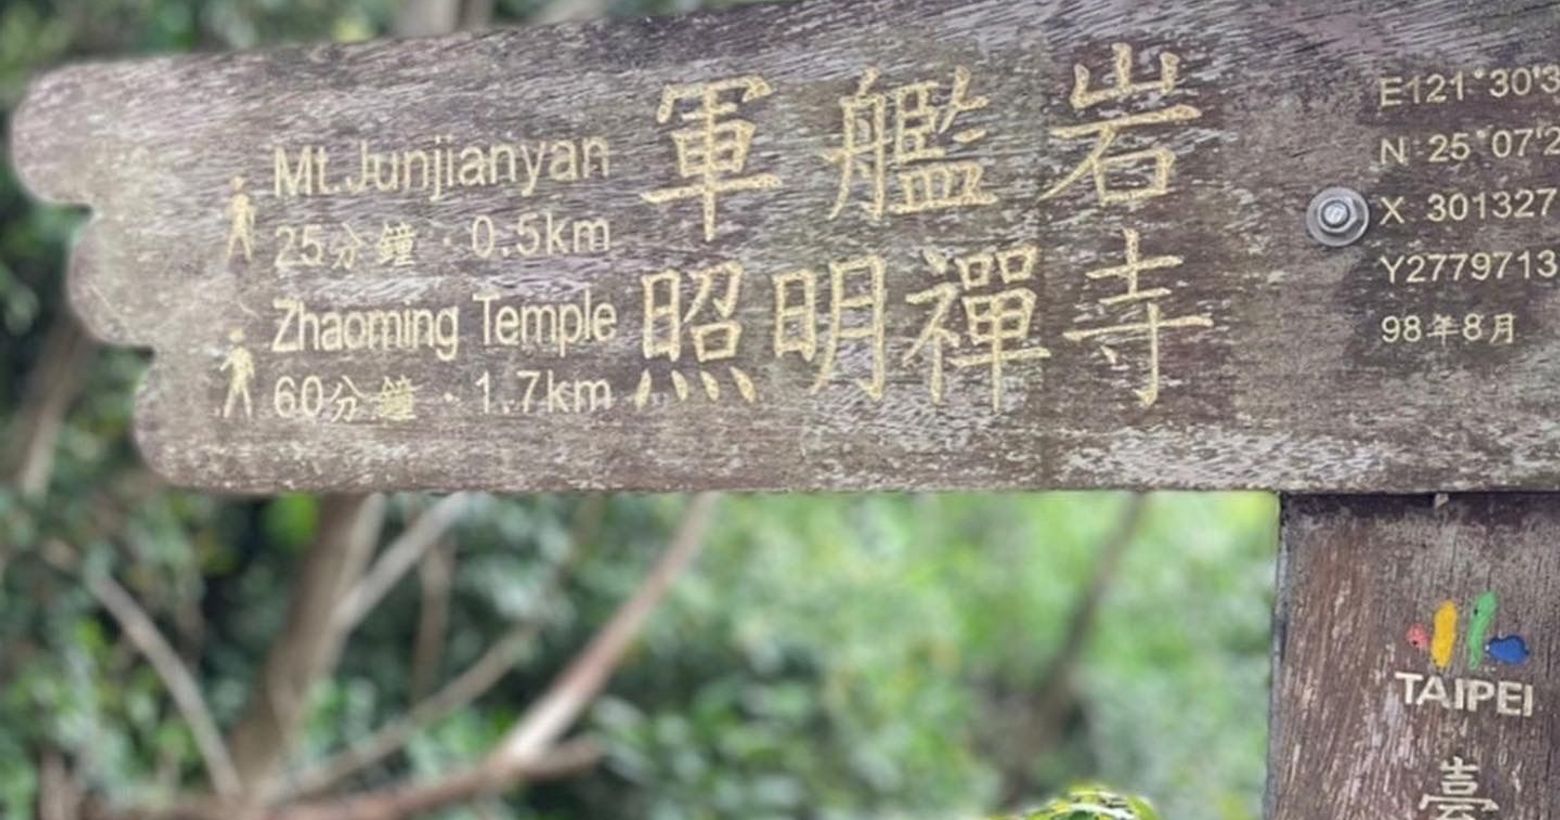 Mt.Junjianyan
25分鐘·0.5km
軍艦岩
Zhaoming Temple
60分鐘·1.7km
照明禪寺
E121°30'3
N 25°07'2
X 301327
Y2779713
98年8月
TAIPEI
臺